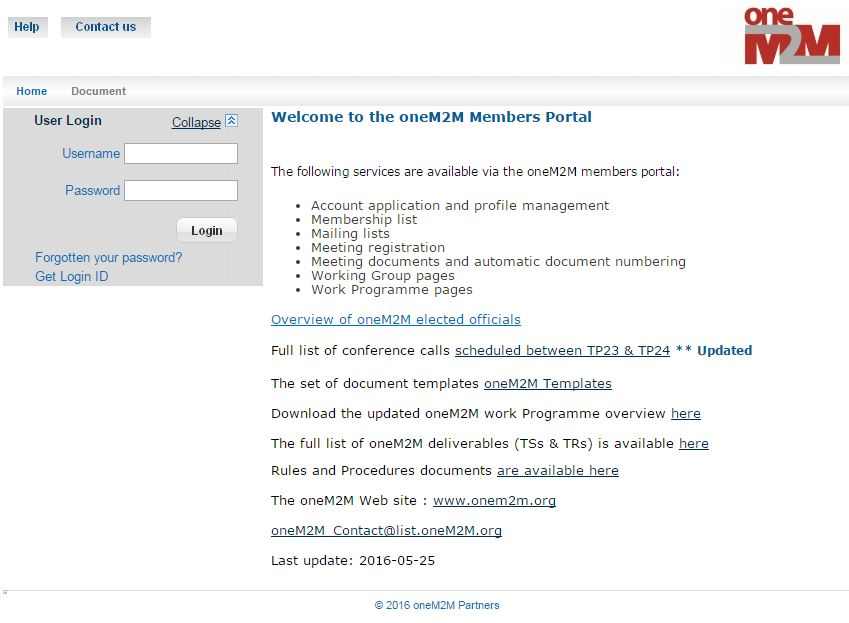 Help Contact us
one
M2M
Home Document
User Login Collapse
Username
Password
Login
Forgotten your password?
Get Login ID
Welcome to the oneM2M Members Portal
The following services are available via the oneM2M members portal:
• Account application and profile management
• Membership list
• Mailing lists
• Meeting registration
• Meeting documents and automatic document numbering
• Working Group pages
• Work Programme pages
Overview of oneM2M elected officials
Full list of conference calls scheduled between TP23 & TP24 ** Updated
The set of document templates oneM2M Templates
Download the updated oneM2M work Programme overview here
The full list of oneM2M deliverables (TSs & TRs) is available here
Rules and Procedures documents are available here
The oneM2M Web site : www.onem2m.org
oneM2M_Contact@list.oneM2M.org
Last update: 2016-05-25
© 2016 oneM2M Partners